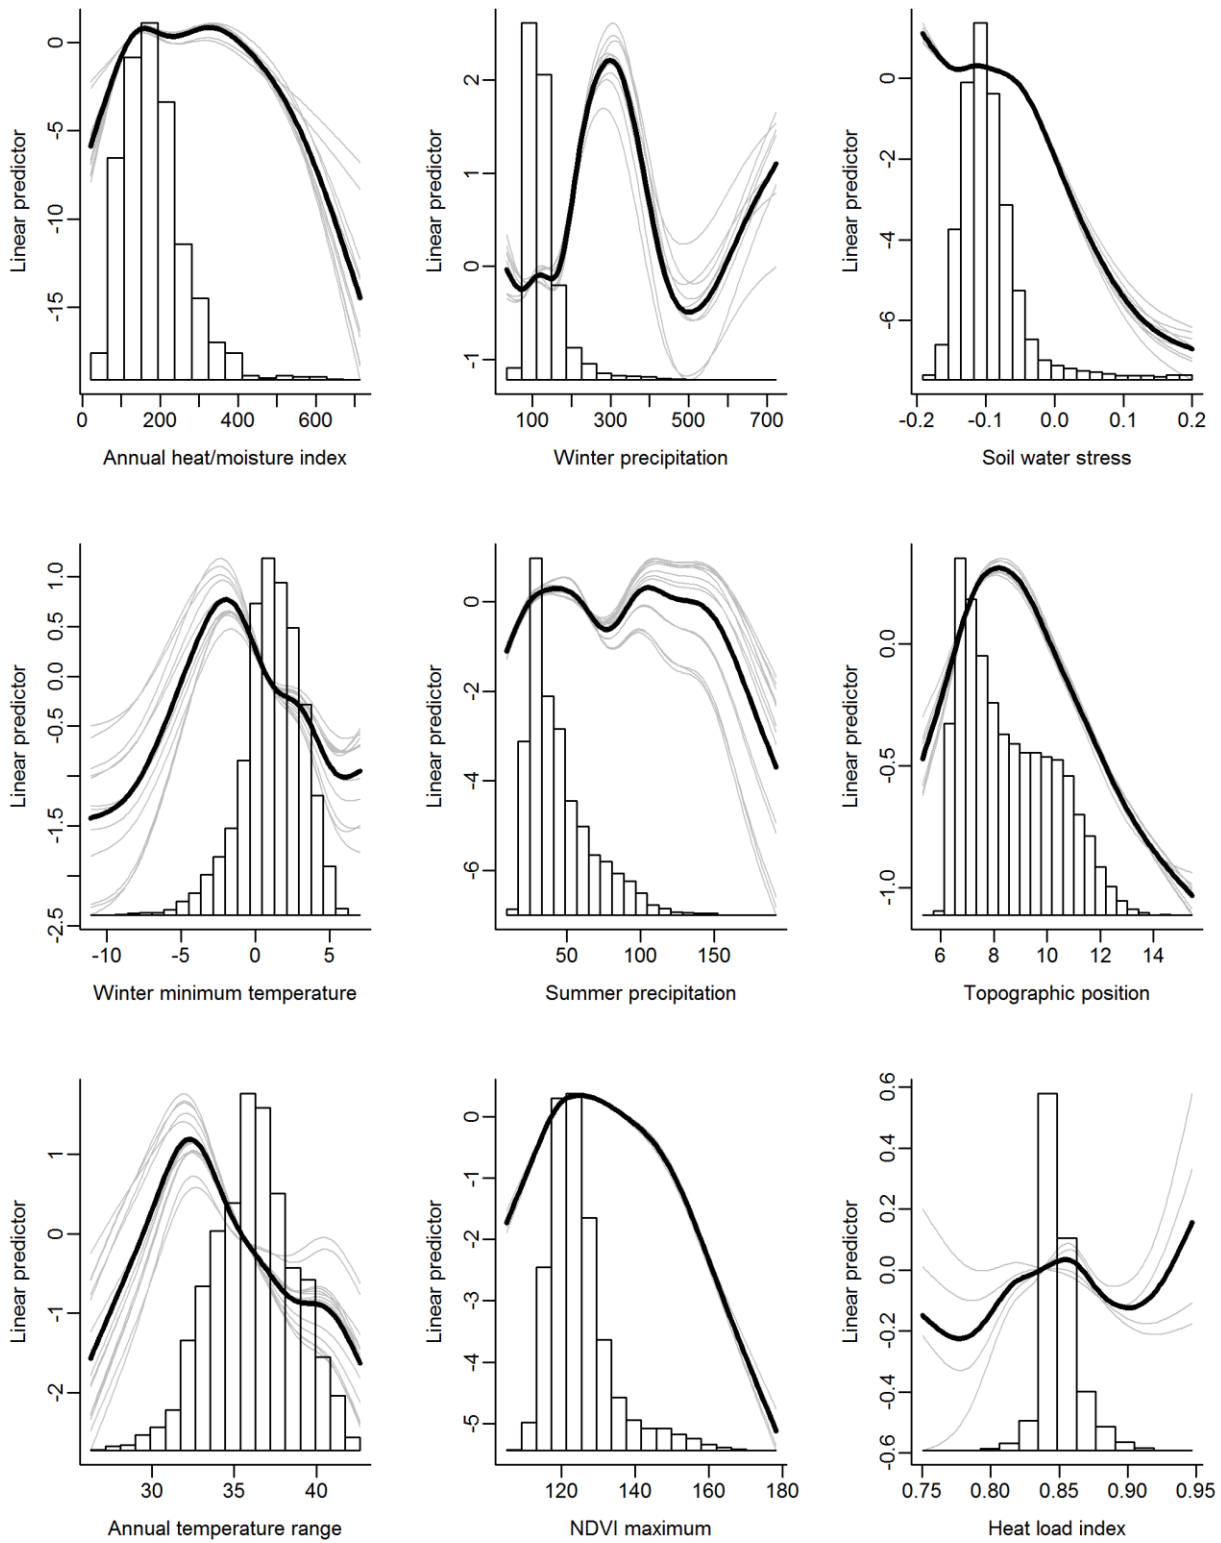 Linear predictor
0
-5
-10
-15
0 200 400 600
Annual heat/moisture index
Linear predictor
2
1
0
-1
100 300 500 700
Winter precipitation
Linear predictor
0
-2
-4
-6
-0.2 -0.1 0.0 0.1 0.2
Soil water stress
Linear predictor
1.0
0.5
0.0
-0.5
-1.5
-2.5
-10 -5 0 5
Winter minimum temperature
Linear predictor
0
-2
-4
-6
50 100 150
Summer precipitation
Linear predictor
0.0
-0.5
-1.0
6 8 10 12 14
Topographic position
Linear predictor
1
0
-1
-2
30 35 40
Annual temperature range
Linear predictor
0
-1
-2
-3
-4
-5
120 140 160 180
NDVI maximum
Linear predictor
0.6
0.4
0.2
0.0
-0.2
-0.4
-0.6
0.75 0.80 0.85 0.90 0.95
Heat load index